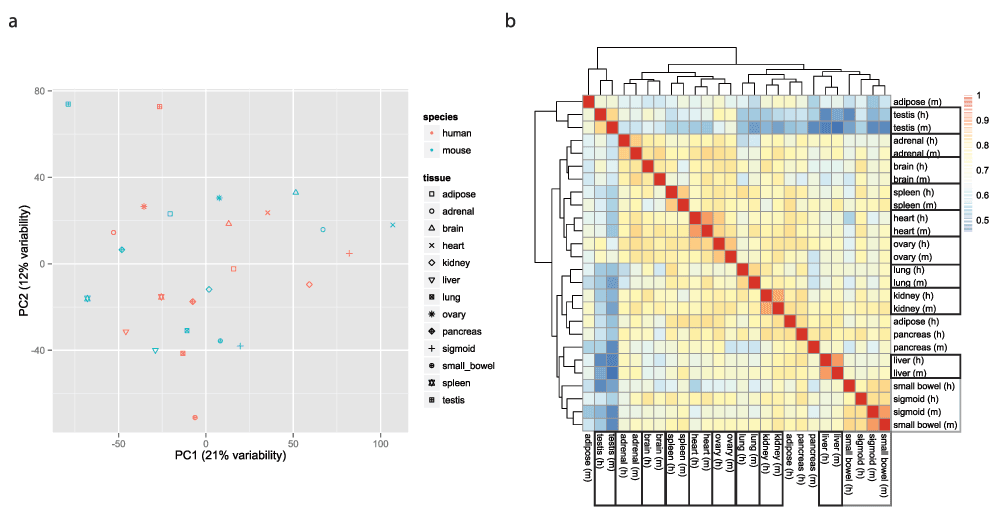 a
b
80
40
0
-40
-50
0
50
100
PC1 (21% variability)
PC2 (12% variability)
species
human
mouse
tissue
adipose
adrenal
brain
heart
kidney
liver
lung
ovary
pancreas
sigmoid
small_bowel
spleen
testis
1
0.9
0.8
0.7
0.6
0.5
adipose (m)
testis (h)
testis (m)
adrenal (h)
adrenal (m)
brain (h)
brain (m)
spleen (h)
spleen (m)
heart (h)
heart (m)
ovary (h)
ovary (m)
lung (h)
lung (m)
kidney (h)
kidney (m)
adipose (h)
pancreas (h)
pancreas (m)
liver (h)
liver (m)
small bowel (h)
sigmoid (h)
sigmoid (m)
small bowel (m)
adipose (m)
testis (h)
testis (m)
adrenal (h)
adrenal (m)
brain (h)
brain (m)
spleen (h)
spleen (m)
heart (h)
heart (m)
ovary (h)
ovary (m)
lung (h)
lung (m)
kidney (h)
kidney (m)
adipose (h)
pancreas (h)
pancreas (m)
liver (h)
liver (m)
small bowel (h)
sigmoid (h)
sigmoid (m)
small bowel (m)